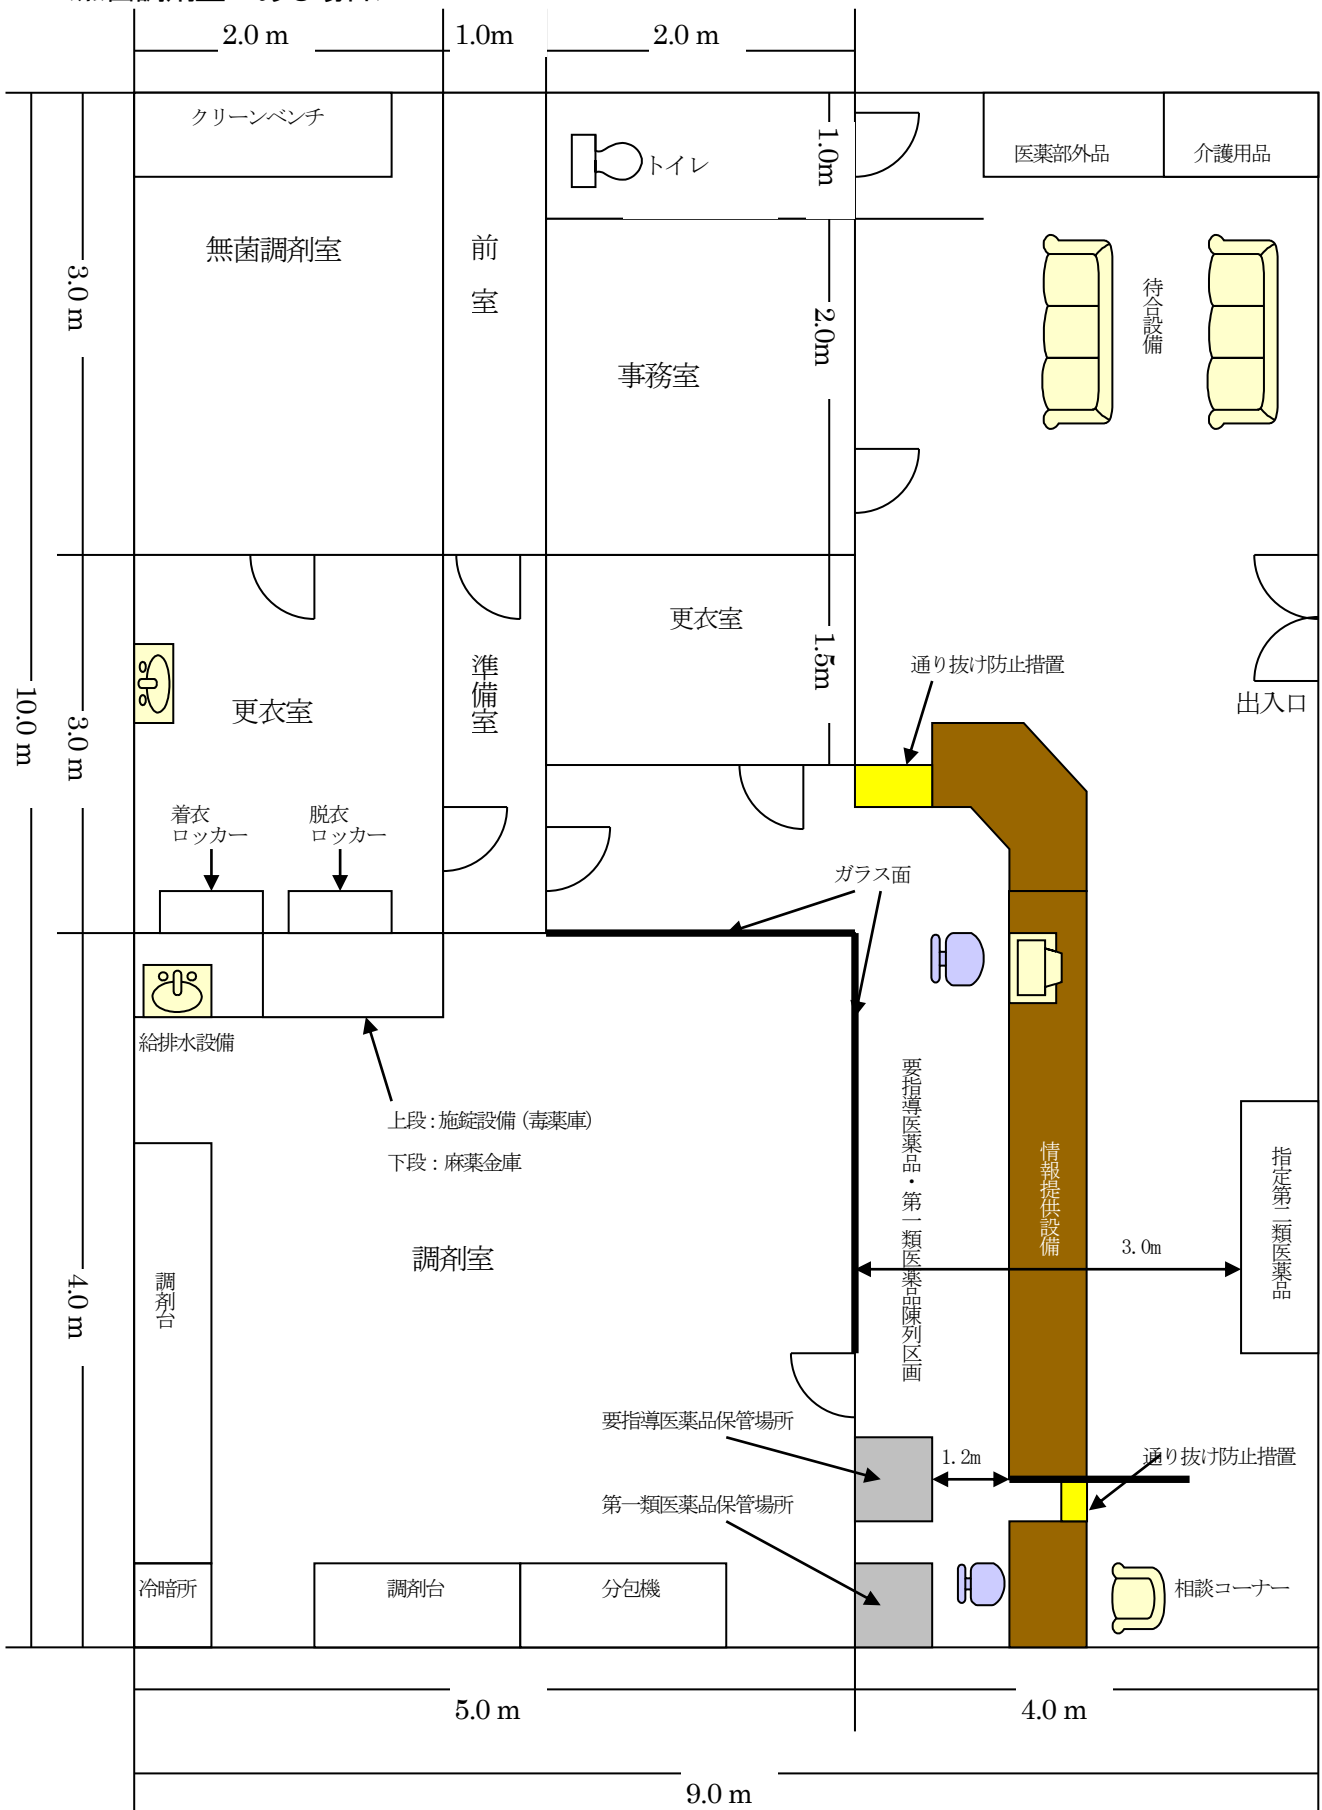 2.0 m
1.0m
2.0 m
クリーンベンチ
トイレ
1.0m
医薬部外品
介護用品
無菌調剤室
前室
3.0 m
2.0m
待合設備
事務室
更衣室
1.5m
通り抜け防止措置
準備室
更衣室
10.0 m
3.0 m
出入口
着衣
ロッカー
脱衣
ロッカー
ガラス面
給排水設備
上段：施錠設備（毒薬庫）
下段：麻薬金庫
要指導医薬品・第一類医薬品陳列区画
情報提供設備
指定第二類医薬品
3.0m
調剤室
調剤台
4.0 m
要指導医薬品保管場所
1.2m
通り抜け防止措置
第一類医薬品保管場所
冷暗所
調剤台
分包機
相談コーナー
5.0 m
4.0 m
9.0 m